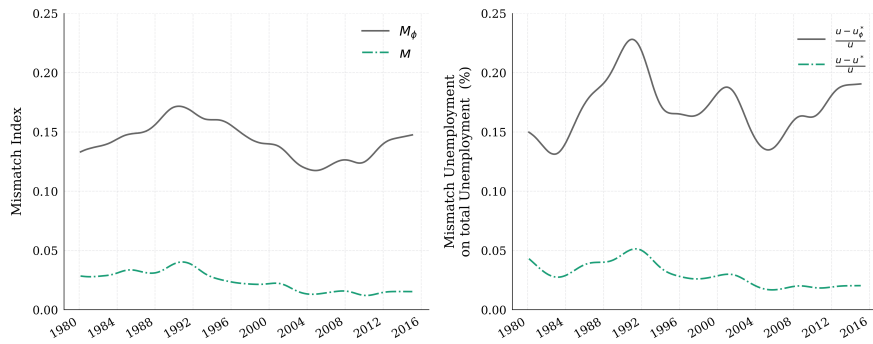 0.25
0.20
0.15
0.10
0.05
0.00
Mismatch Index
1980 1984 1988 1992 1996 2000 2004 2008 2012 2016
M_ϕ
M
0.25
0.20
0.15
0.10
0.05
0.00
Mismatch Unemployment
on total Unemployment (%)
1980 1984 1988 1992 1996 2000 2004 2008 2012 2016
(u − u*_ϕ)/u
(u − u*)/u